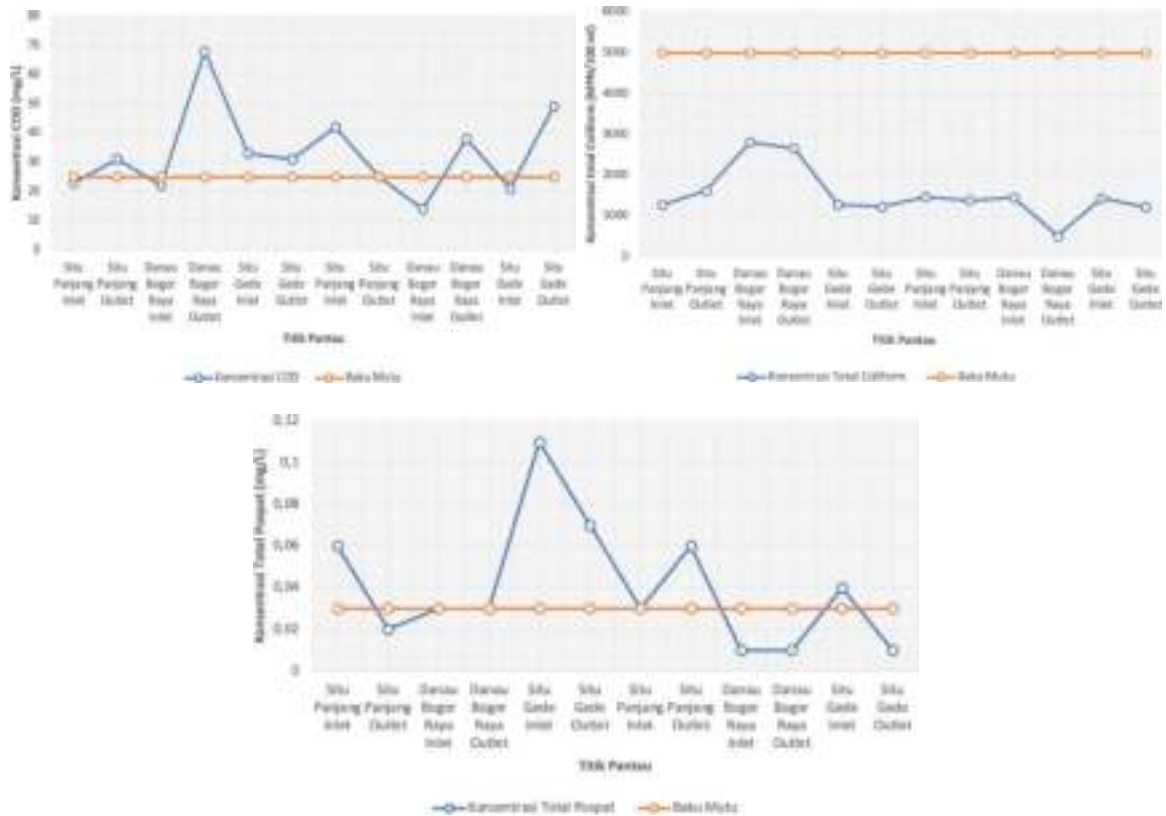 80
70
60
50
40
30
20
10
0
Konsentrasi COD (mg/L)
Situ Panjang Inlet
Situ Panjang Outlet
Danau Bogor Raya Inlet
Danau Bogor Raya Outlet
Situ Gede Inlet
Situ Gede Outlet
Situ Panjang Inlet
Situ Panjang Outlet
Danau Bogor Raya Inlet
Danau Bogor Raya Outlet
Situ Gede Inlet
Situ Gede Outlet
Titik Pantau
Konsentrasi COD
Baku Mutu
6000
5000
4000
3000
2000
1000
0
Konsentrasi Total Coliform (MPN/100 ml)
Situ Panjang Inlet
Situ Panjang Outlet
Danau Bogor Raya Inlet
Danau Bogor Raya Outlet
Situ Gede Inlet
Situ Gede Outlet
Situ Panjang Inlet
Situ Panjang Outlet
Danau Bogor Raya Inlet
Danau Bogor Raya Outlet
Situ Gede Inlet
Situ Gede Outlet
Titik Pantau
Konsentrasi Total Coliform
Baku Mutu
0,12
0,1
0,08
0,06
0,04
0,02
0
Konsentrasi Total Pospat (mg/L)
Situ Panjang Inlet
Situ Panjang Outlet
Danau Bogor Raya Inlet
Danau Bogor Raya Outlet
Situ Gede Inlet
Situ Gede Outlet
Situ Panjang Inlet
Situ Panjang Outlet
Danau Bogor Raya Inlet
Danau Bogor Raya Outlet
Situ Gede Inlet
Situ Gede Outlet
Titik Pantau
Konsentrasi Total Pospat
Baku Mutu